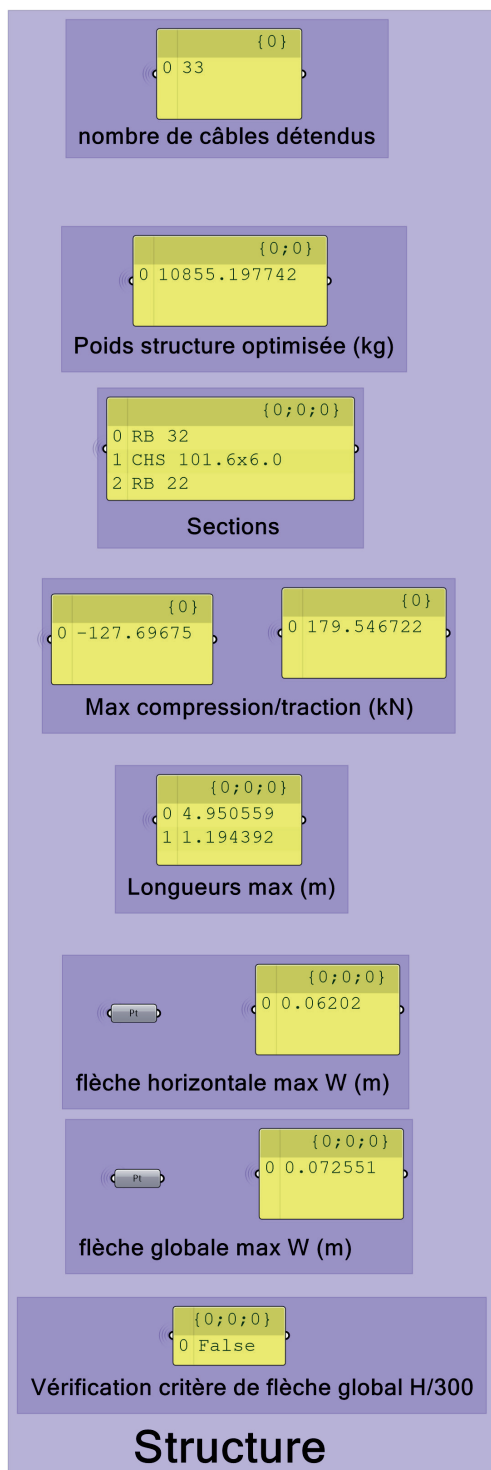 {0}
0 33
nombre de câbles détendus
{0;0}
0 10855.197742
Poids structure optimisée (kg)
{0;0;0}
0 RB 32
1 CHS 101.6x6.0
2 RB 22
Sections
{0}
0 -127.69675
{0}
0 179.546722
Max compression/traction (kN)
{0;0;0}
0 4.950559
1 1.194392
Longueurs max (m)
{0;0;0}
Pt
0 0.06202
flèche horizontale max W (m)
{0;0;0}
Pt
0 0.072551
flèche globale max W (m)
{0;0;0}
0 False
Vérification critère de flèche global H/300
Structure